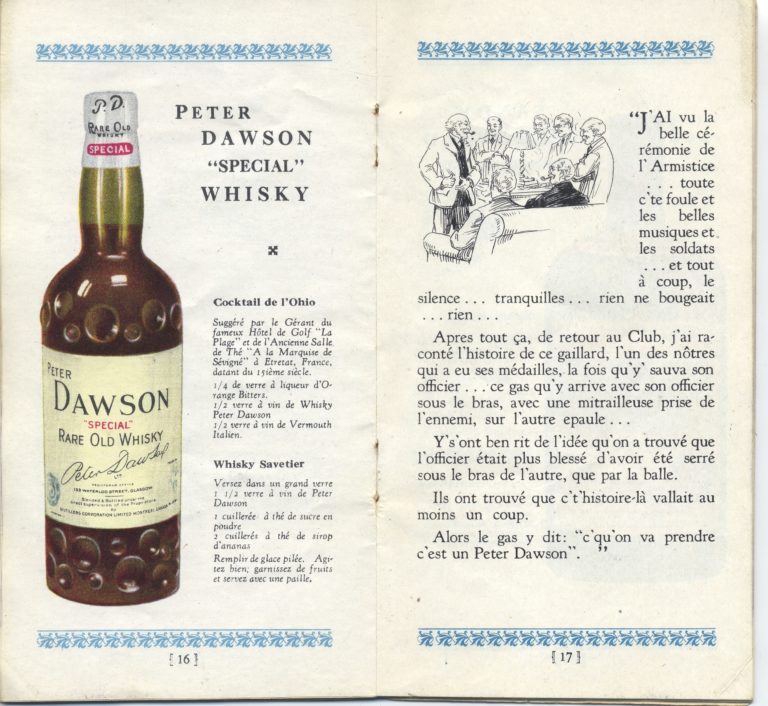 P. D.
RARE OLD
WHISKY
SPECIAL
PETER
DAWSON
"SPECIAL"
WHISKY
PETER
DAWSON
"SPECIAL"
RARE OLD WHISKY
Peter Dawson
REGISTERED OFFICE
DISTILLERS CORPORATION LIMITED MONTREAL
Cocktail de l'Ohio
Suggéré par le Gérant du
fameux Hôtel de Golf "La
Plage" et de l'Ancienne Salle
de Thé "A la Marquise de
Sévigné" à Etretat, France,
datant du 15ième siècle.
1/4 de verre à liqueur d'O-
range Bitters.
1/2 verre à vin de Whisky
Peter Dawson
1/2 verre à vin de Vermouth
Italien.
Whisky Savetier
Versez dans un grand verre
1 1/2 verre à vin de Peter
Dawson
1 cuillerée à thé de sucre en
poudre
2 cuillerés à thé de sirop
d'ananas
Remplir de glace pilée. Agi-
tez bien; garnissez de fruits
et servez avec une paille.
[16]
"J'AI vu la
belle cé-
rémonie de
l'Armistice
. . . toute
c'te foule et
les belles
musiques et
les soldats
. . . et tout
à coup, le
silence . . . tranquilles . . . rien ne bougeait
. . . rien . . .
Apres tout ça, de retour au Club, j'ai ra-
conté l'histoire de ce gaillard, l'un des nôtres
qui a eu ses médailles, la fois qu'y' sauva son
officier . . . ce gas qu'y arrive avec son officier
sous le bras, avec une mitrailleuse prise de
l'ennemi, sur l'autre epaule . . .
Y's'ont ben rit de l'idée qu'on a trouvé que
l'officier était plus blessé d'avoir été serré
sous le bras de l'autre, que par la balle.
Ils ont trouvé que c't'histoire-là vallait au
moins un coup.
Alors le gas y dit: "c'qu'on va prendre
c'est un Peter Dawson". "
[17]